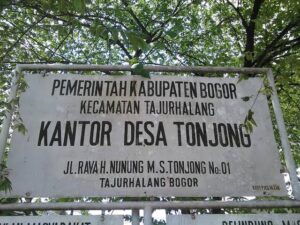 PEMERINTAH KABUPATEN BOGOR
KECAMATAN TAJURHALANG
KANTOR DESA TONJONG
JL. RAYA H. NUNUNG M.S. TONJONG No: 01
TAJURHALANG BOGOR